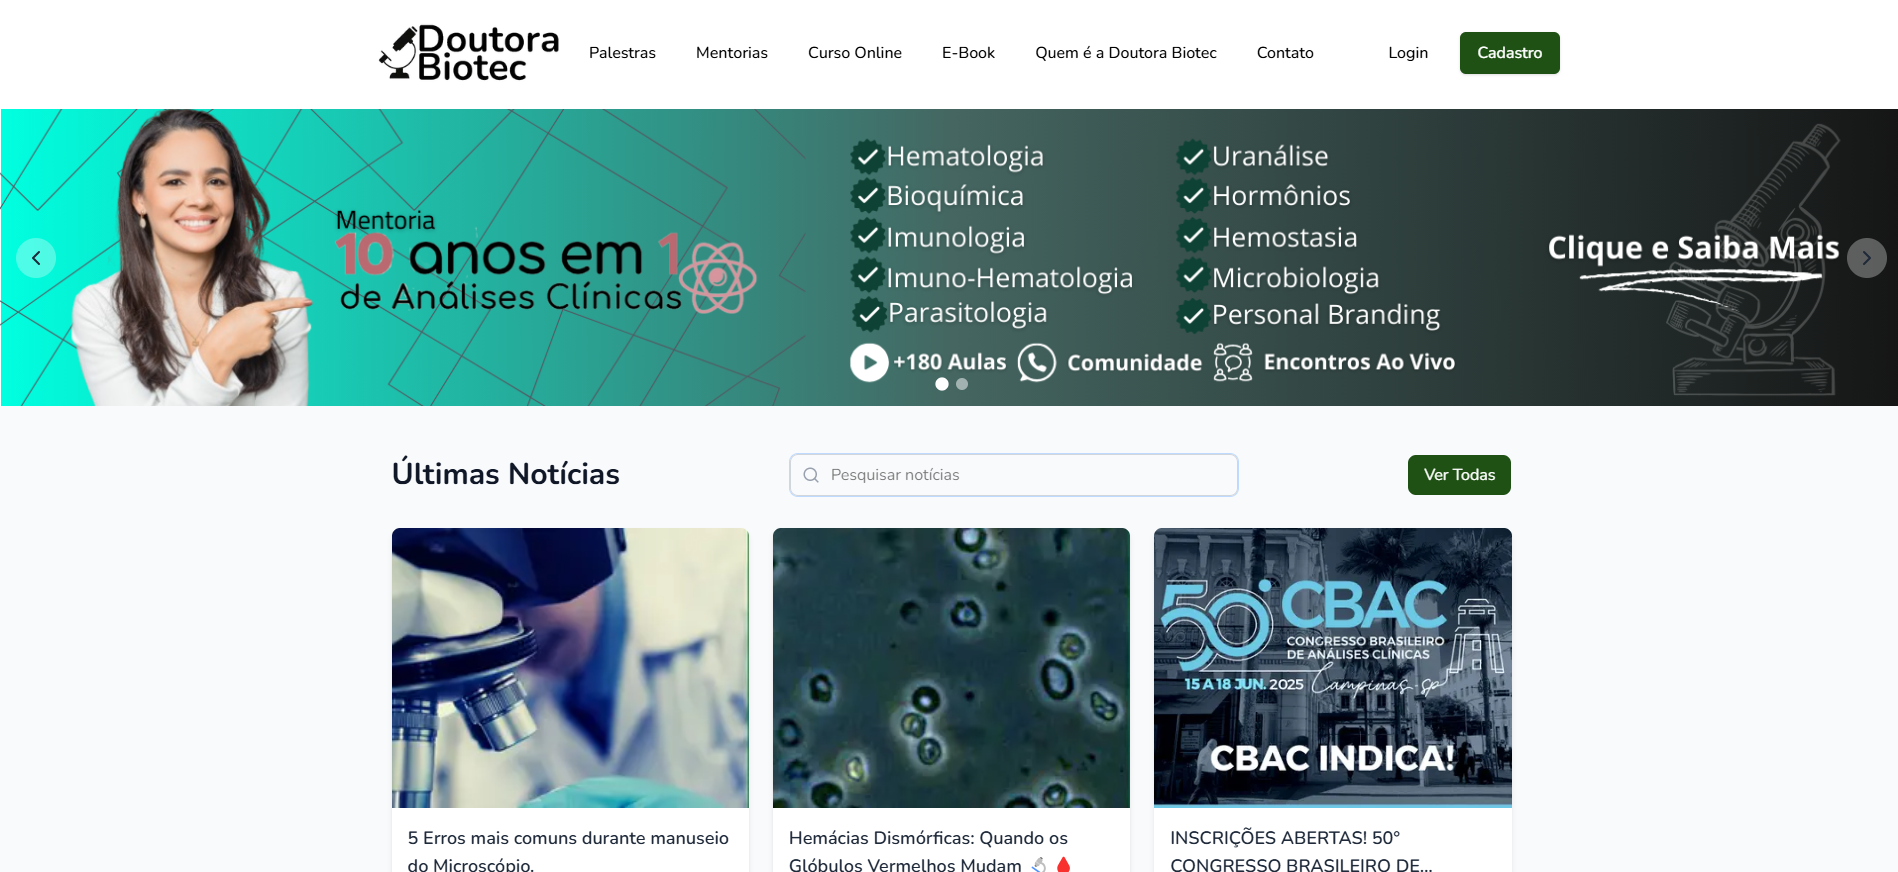 Doutora
Biotec
Palestras
Mentorias
Curso Online
E-Book
Quem é a Doutora Biotec
Contato
Login
Cadastro
Mentoria
10 anos em 1
de Análises Clínicas
Hematologia
Bioquímica
Imunologia
Imuno-Hematologia
Parasitologia
Uranálise
Hormônios
Hemostasia
Microbiologia
Personal Branding
+180 Aulas
Comunidade
Encontros Ao Vivo
Clique e Saiba Mais
Últimas Notícias
Pesquisar notícias
Ver Todas
50° CBAC
CONGRESSO BRASILEIRO
DE ANÁLISES CLÍNICAS
15 A 18 JUN. 2025 Campinas-SP
CBAC INDICA!
5 Erros mais comuns durante manuseio
do Microscópio.
Hemácias Dismórficas: Quando os
Glóbulos Vermelhos Mudam 🔬🩸
INSCRIÇÕES ABERTAS! 50°
CONGRESSO BRASILEIRO DE...